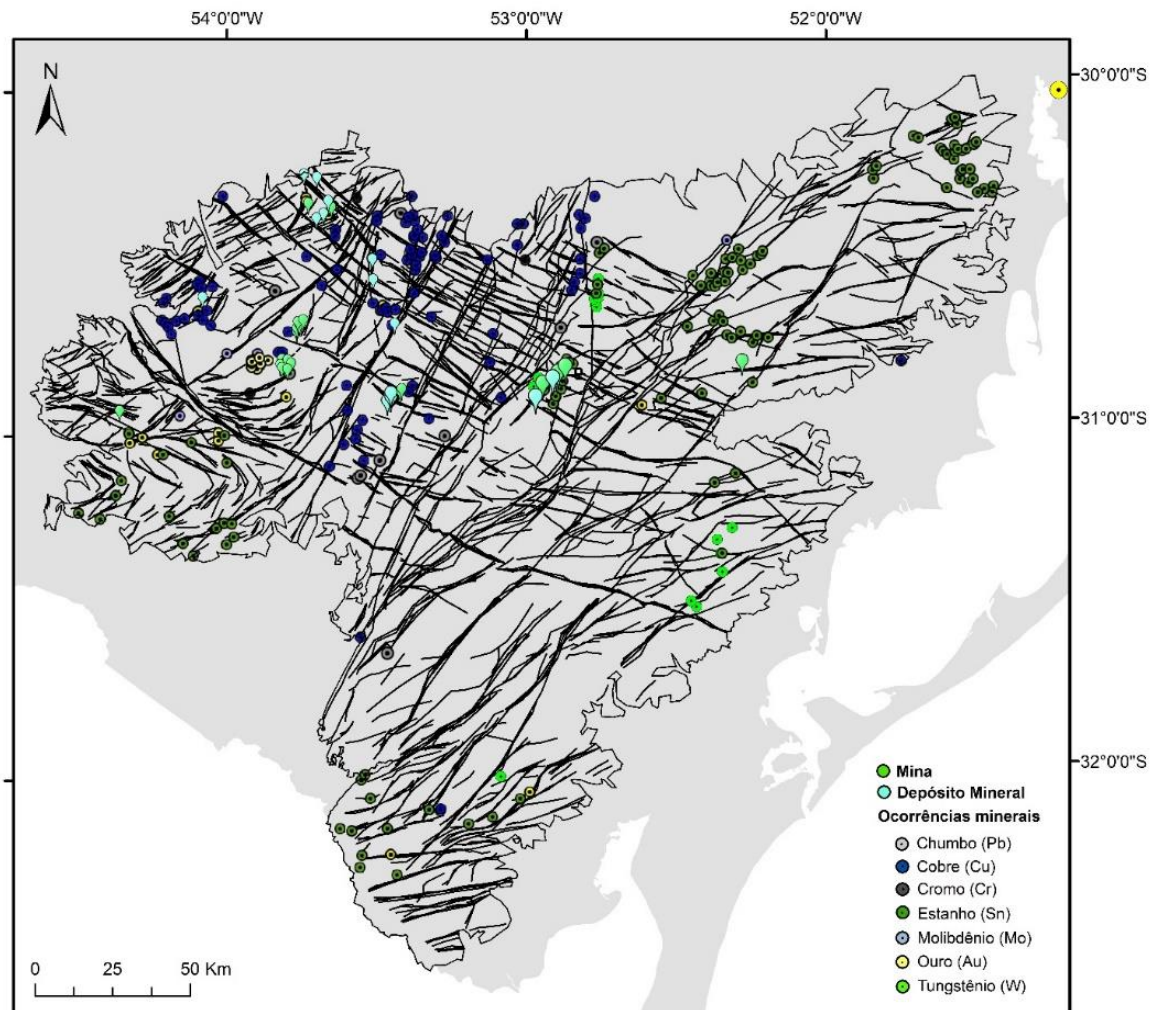 54°0'0"W
53°0'0"W
52°0'0"W
N
30°0'0"S
31°0'0"S
32°0'0"S
Mina
Depósito Mineral
Ocorrências minerais
Chumbo (Pb)
Cobre (Cu)
Cromo (Cr)
Estanho (Sn)
Molibdênio (Mo)
Ouro (Au)
Tungstênio (W)
0 25 50 Km